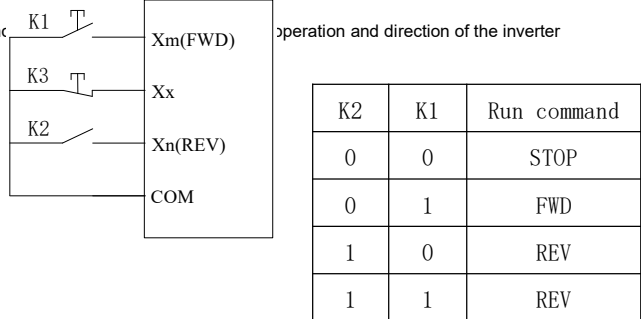 operation and direction of the inverter
K1
Xm(FWD)
K3
Xx
K2
Xn(REV)
COM
K2 K1 Run command
0 0 STOP
0 1 FWD
1 0 REV
1 1 REV